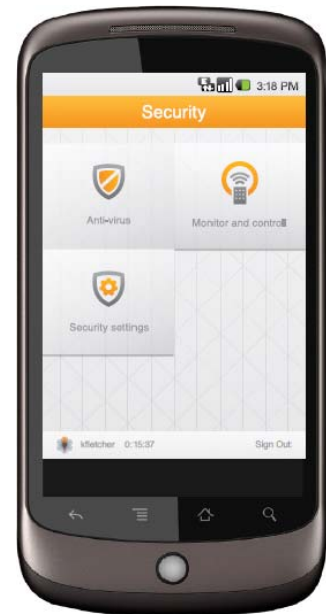 3:18 PM
Security
Anti-virus
Monitor and control
Security settings
kfletcher 0:15:37 Sign Out